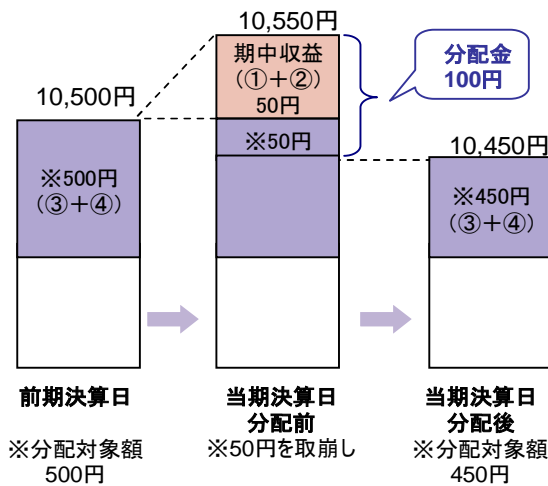 10,550円
期中収益
(①+②)
50円
分配金
100円
10,500円
※50円
10,450円
※500円
(③+④)
※450円
(③+④)
前期決算日
当期決算日
分配前
当期決算日
分配後
※分配対象額
500円
※50円を取崩し
※分配対象額
450円